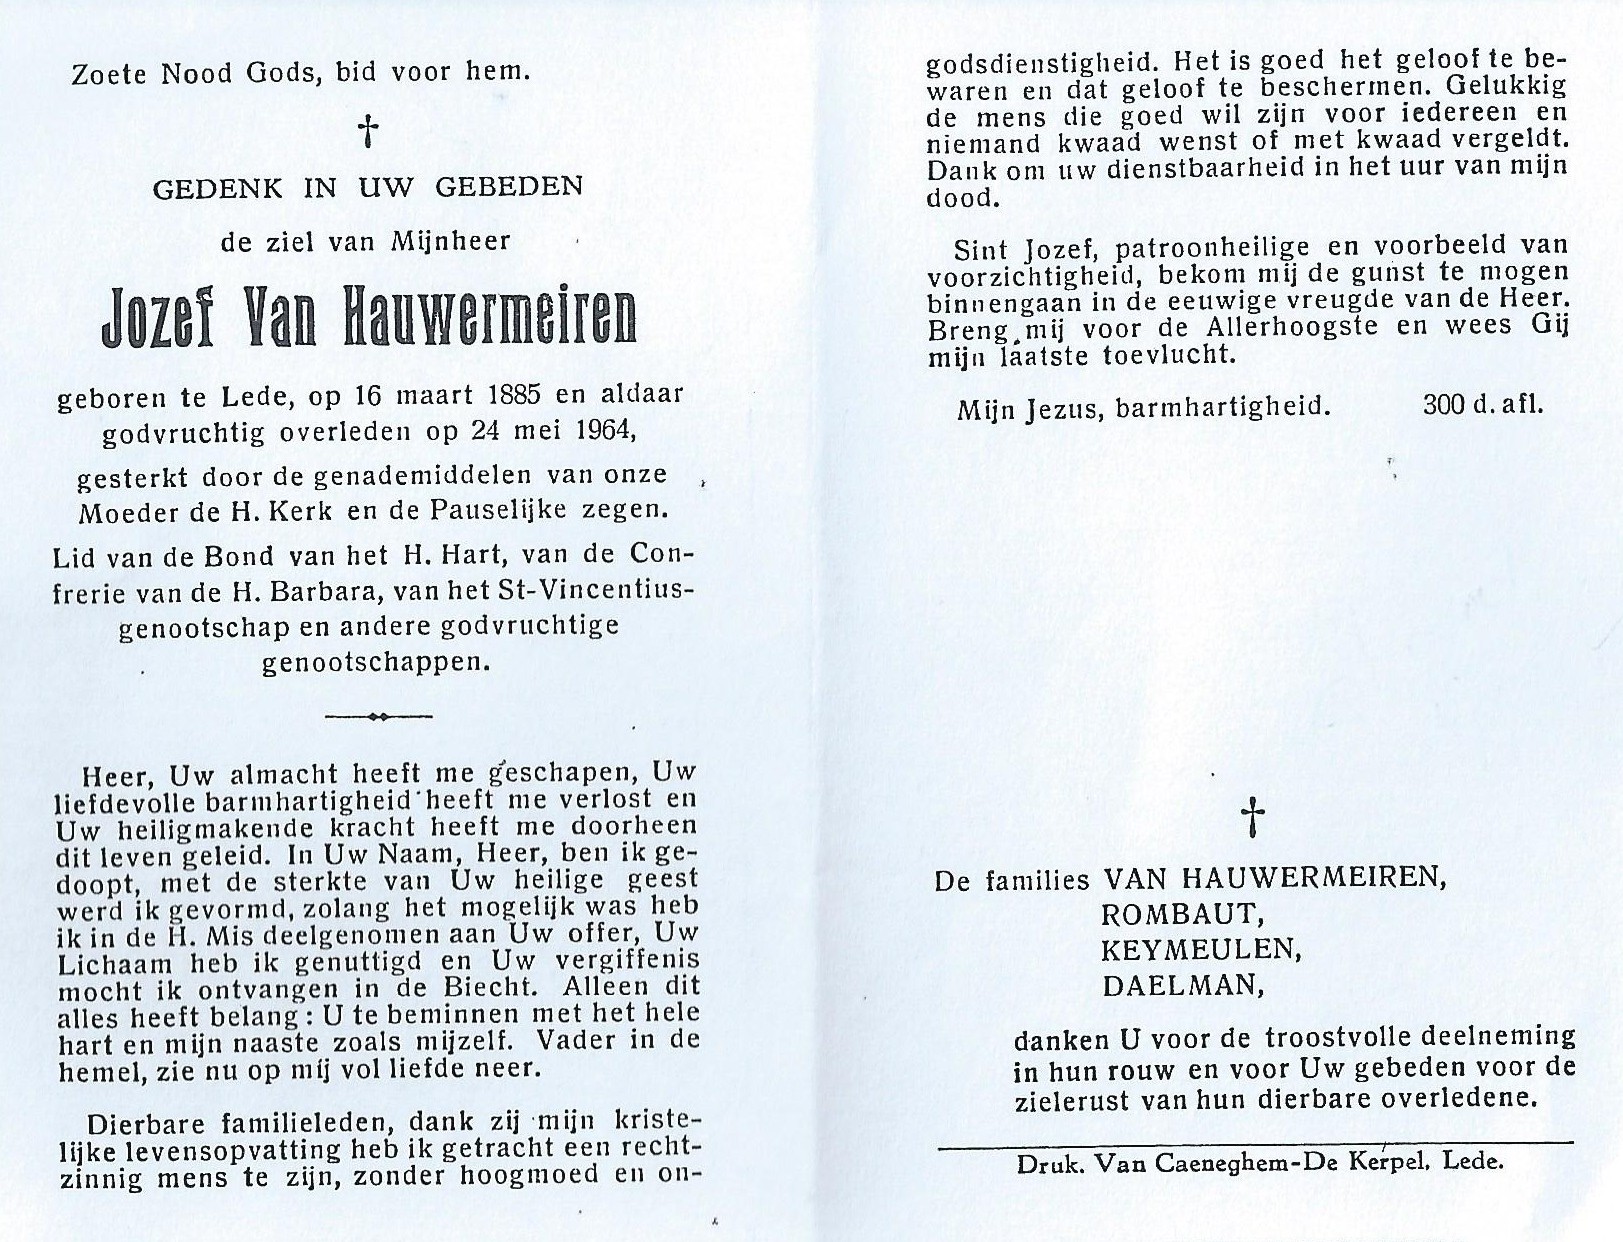 Zoete Nood Gods, bid voor hem.
†
GEDENK IN UW GEBEDEN
de ziel van Mijnheer
Jozef Van Hauwermeiren
geboren te Lede, op 16 maart 1885 en aldaar
godvruchtig overleden op 24 mei 1964,
gesterkt door de genademiddelen van onze
Moeder de H. Kerk en de Pauselijke zegen.
Lid van de Bond van het H. Hart, van de Con-
frerie van de H. Barbara, van het St-Vincentius-
genootschap en andere godvruchtige
genootschappen.
Heer, Uw almacht heeft me geschapen, Uw
liefdevolle barmhartigheid heeft me verlost en
Uw heiligmakende kracht heeft me doorheen
dit leven geleid. In Uw Naam, Heer, ben ik ge-
doopt, met de sterkte van Uw heilige geest
werd ik gevormd, zolang het mogelijk was heb
ik in de H. Mis deelgenomen aan Uw offer, Uw
Lichaam heb ik genuttigd en Uw vergiffenis
mocht ik ontvangen in de Biecht. Alleen dit
alles heeft belang : U te beminnen met het hele
hart en mijn naaste zoals mijzelf. Vader in de
hemel, zie nu op mij vol liefde neer.
Dierbare familieleden, dank zij mijn kriste-
lijke levensopvatting heb ik getracht een recht-
zinnig mens te zijn, zonder hoogmoed en on-
godsdienstigheid. Het is goed het geloof te be-
waren en dat geloof te beschermen. Gelukkig
de mens die goed wil zijn voor iedereen en
niemand kwaad wenst of met kwaad vergeldt.
Dank om uw dienstbaarheid in het uur van mijn
dood.
Sint Jozef, patroonheilige en voorbeeld van
voorzichtigheid, bekom mij de gunst te mogen
binnengaan in de eeuwige vreugde van de Heer.
Breng mij voor de Allerhoogste en wees Gij
mijn laatste toevlucht.
Mijn Jezus, barmhartigheid. 300 d. afl.
†
De families VAN HAUWERMEIREN,
ROMBAUT,
KEYMEULEN,
DAELMAN,
danken U voor de troostvolle deelneming
in hun rouw en voor Uw gebeden voor de
zielerust van hun dierbare overledene.
Druk. Van Caeneghem-De Kerpel, Lede.